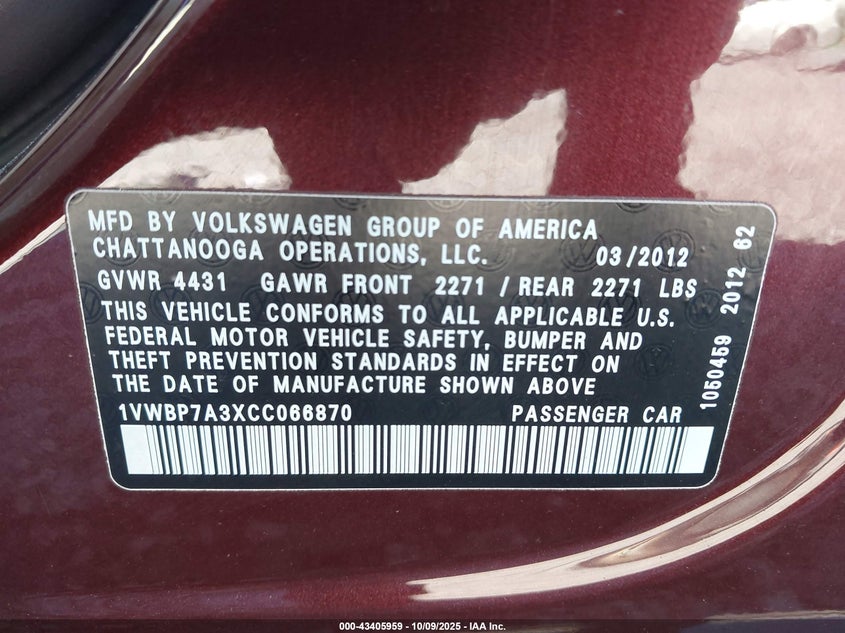 MFD BY VOLKSWAGEN GROUP OF AMERICA
CHATTANOOGA OPERATIONS, LLC. 03/2012
GVWR 4431 GAWR FRONT 2271 / REAR 2271 LBS
THIS VEHICLE CONFORMS TO ALL APPLICABLE U.S.
FEDERAL MOTOR VEHICLE SAFETY, BUMPER AND
THEFT PREVENTION STANDARDS IN EFFECT ON
THE DATE OF MANUFACTURE SHOWN ABOVE
1VWBP7A3XCC066870 PASSENGER CAR
1050459 2012 62
000-43405959 | 10/09/2025 - IAA Inc.